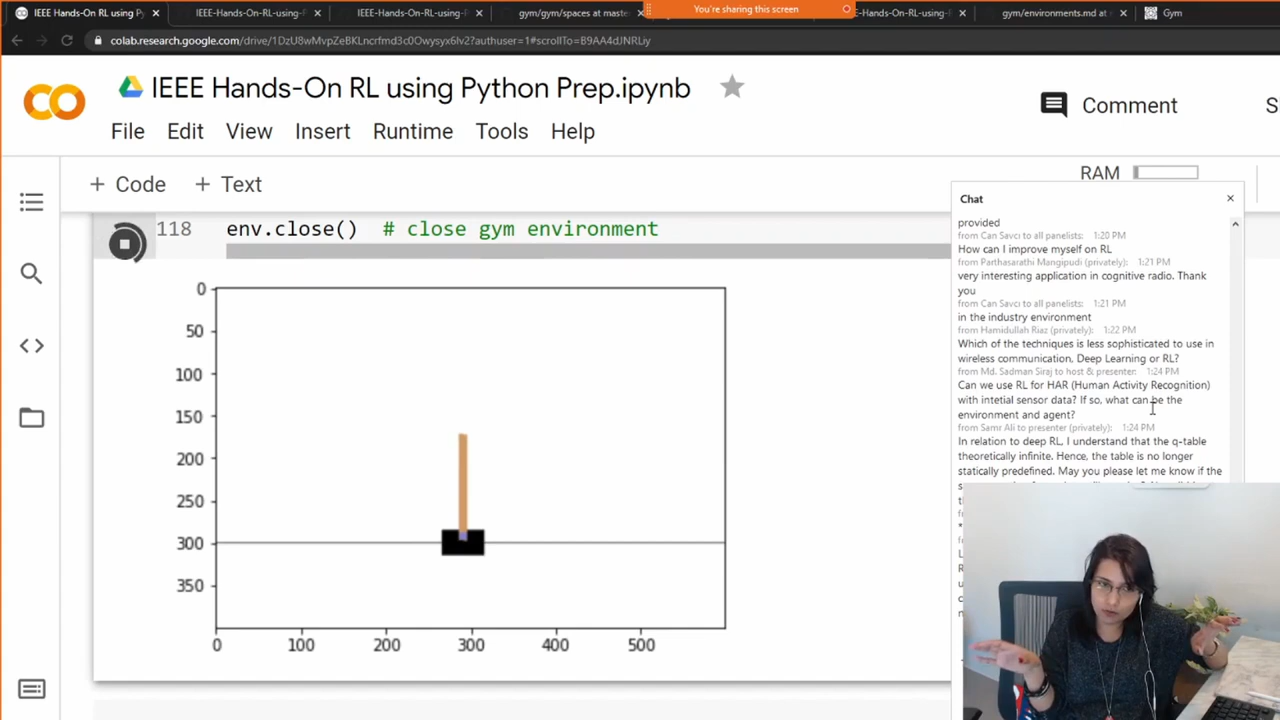 IEEE Hands-On RL using Py
IEEE-Hands-On-RL-using-
IEEE-Hands-On-RL-using-
gym/gym/spaces at maste
You're sharing this screen
-Hands-On-RL-using-
gym/environments.md at
Gym
colab.research.google.com/drive/1DzU8wMvpZeBKLncrfmd3c0Owysyx6lv2?authuser=1#scrollTo=B9AA4dJNRLiy
IEEE Hands-On RL using Python Prep.ipynb
Comment
File Edit View Insert Runtime Tools Help
+ Code + Text
RAM
118 env.close() # close gym environment
0
50
100
150
200
250
300
350
0 100 200 300 400 500
Chat
provided
from Can Savcı to all panelists: 1:20 PM
How can I improve myself on RL
from Parthasarathi Mangipudi (privately): 1:21 PM
very interesting application in cognitive radio. Thank
you
from Can Savcı to all panelists: 1:21 PM
in the industry environment
from Hamidullah Riaz (privately): 1:22 PM
Which of the techniques is less sophisticated to use in
wireless communication, Deep Learning or RL?
from Md. Sadman Siraj to host & presenter: 1:24 PM
Can we use RL for HAR (Human Activity Recognition)
with intetial sensor data? If so, what can be the
environment and agent?
from Samr Ali to presenter (privately): 1:24 PM
In relation to deep RL, I understand that the q-table
theoretically infinite. Hence, the table is no longer
statically predefined. May you please let me know if the